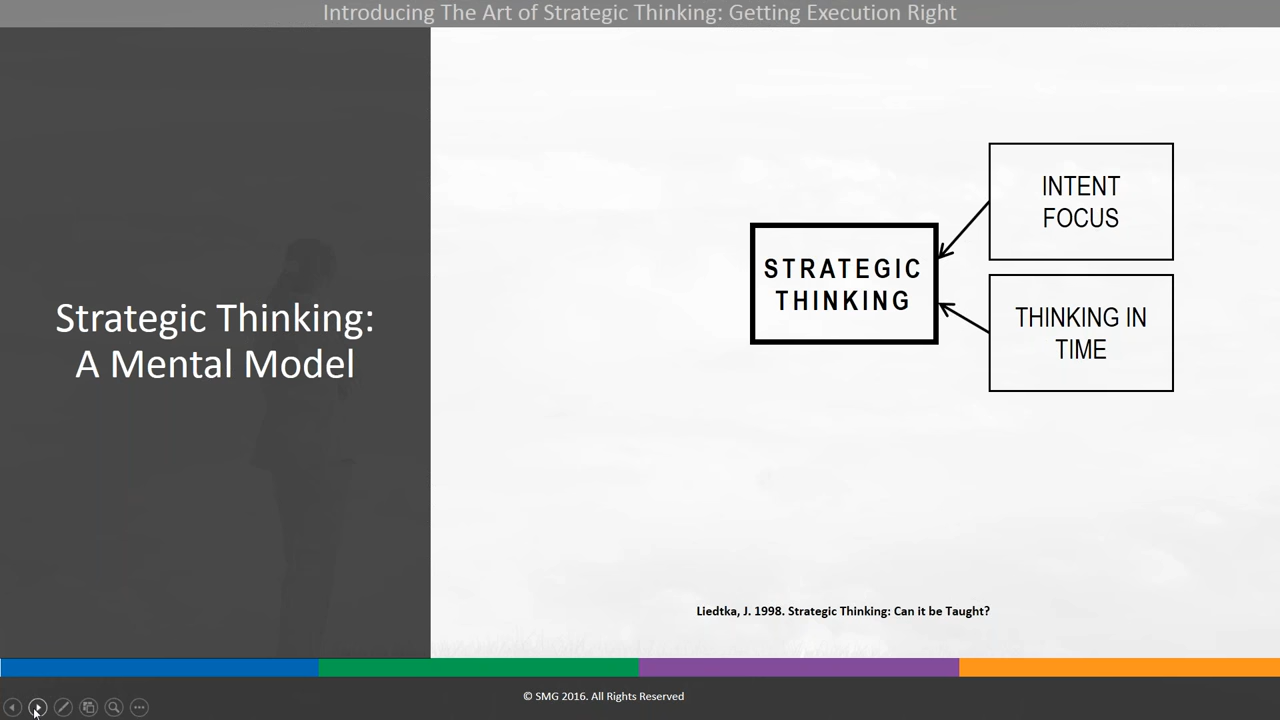 Introducing The Art of Strategic Thinking: Getting Execution Right
Strategic Thinking:
A Mental Model
STRATEGIC
THINKING
INTENT
FOCUS
THINKING IN
TIME
Liedtka, J. 1998. Strategic Thinking: Can it be Taught?
© SMG 2016. All Rights Reserved